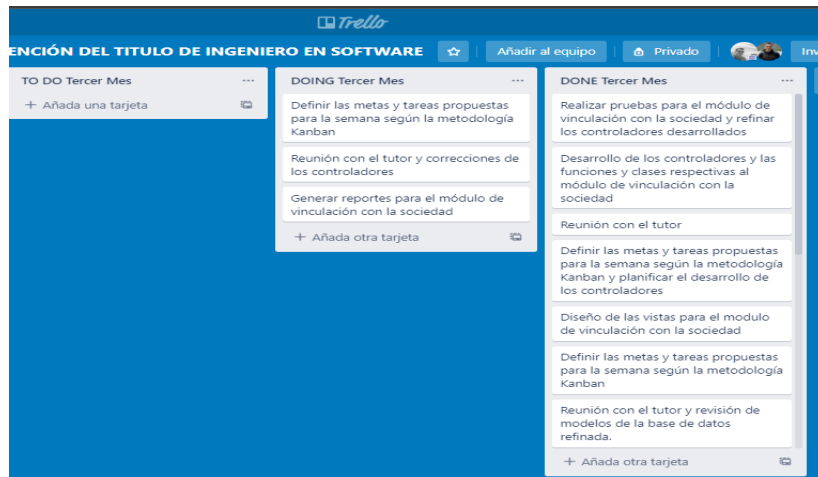 Trello
ENCIÓN DEL TITULO DE INGENIERO EN SOFTWARE
Añadir al equipo
Privado
Inv
TO DO Tercer Mes
+ Añada una tarjeta
DOING Tercer Mes
Definir las metas y tareas propuestas
para la semana según la metodología
Kanban
Reunión con el tutor y correcciones de
los controladores
Generar reportes para el módulo de
vinculación con la sociedad
+ Añada otra tarjeta
DONE Tercer Mes
Realizar pruebas para el módulo de
vinculación con la sociedad y refinar
los controladores desarrollados
Desarrollo de los controladores y las
funciones y clases respectivas al
módulo de vinculación con la
sociedad
Reunión con el tutor
Definir las metas y tareas propuestas
para la semana según la metodología
Kanban y planificar el desarrollo de
los controladores
Diseño de las vistas para el modulo
de vinculación con la sociedad
Definir las metas y tareas propuestas
para la semana según la metodología
Kanban
Reunión con el tutor y revisión de
modelos de la base de datos
refinada.
+ Añada otra tarjeta